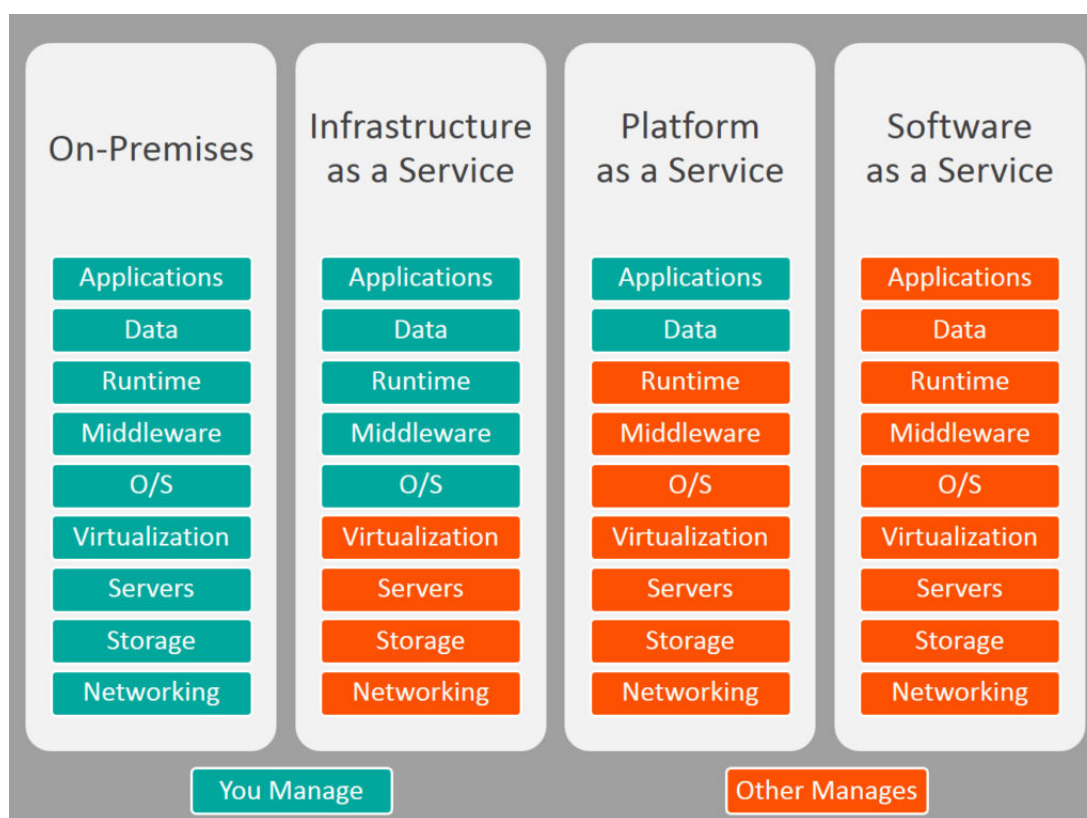 On-Premises
Applications
Data
Runtime
Middleware
O/S
Virtualization
Servers
Storage
Networking
Infrastructure
as a Service
Applications
Data
Runtime
Middleware
O/S
Virtualization
Servers
Storage
Networking
Platform
as a Service
Applications
Data
Runtime
Middleware
O/S
Virtualization
Servers
Storage
Networking
Software
as a Service
Applications
Data
Runtime
Middleware
O/S
Virtualization
Servers
Storage
Networking
You Manage
Other Manages